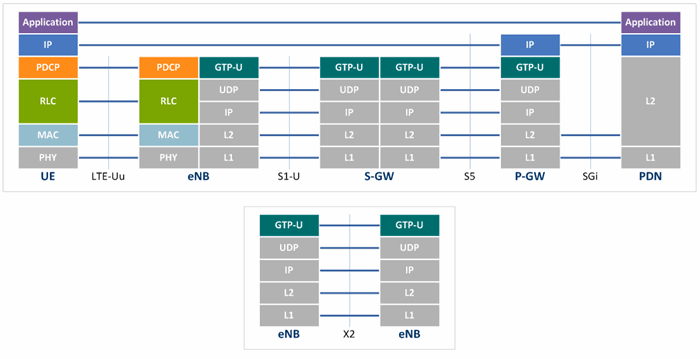 Application Application
IP IP IP
PDCP PDCP GTP-U GTP-U GTP-U GTP-U
RLC RLC UDP UDP UDP UDP L2
IP IP IP IP
MAC MAC L2 L2 L2 L2
PHY PHY L1 L1 L1 L1 L1
UE LTE-Uu eNB S1-U S-GW S5 P-GW SGi PDN
GTP-U GTP-U
UDP UDP
IP IP
L2 L2
L1 L1
eNB X2 eNB